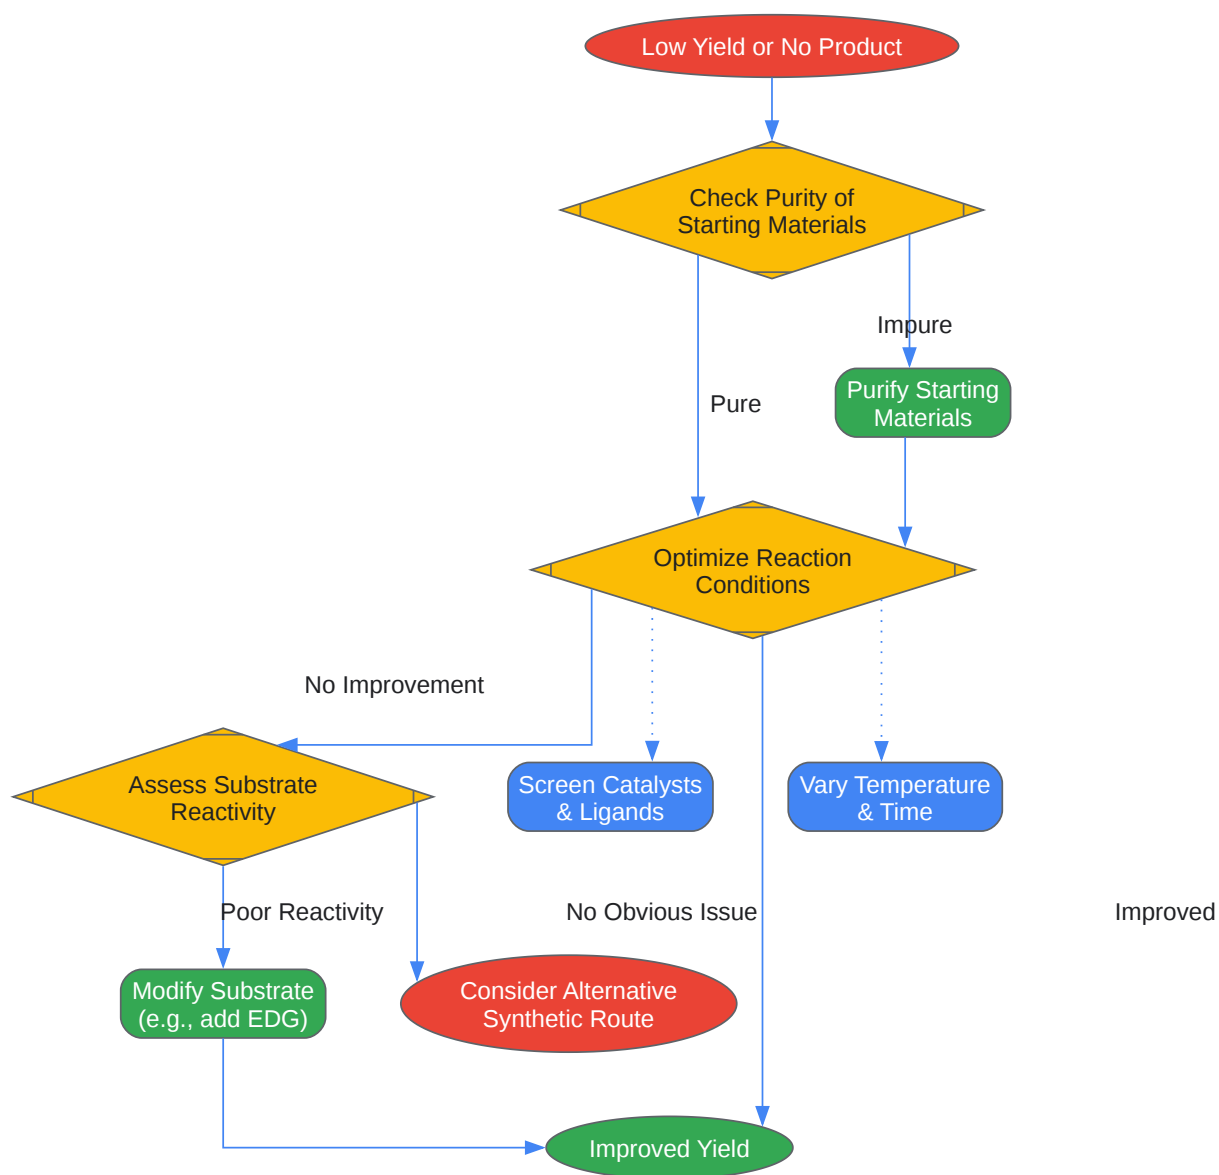 Low Yield or No Product
Check Purity of
Starting Materials
Impure
Purify Starting
Materials
Pure
Optimize Reaction
Conditions
No Improvement
Assess Substrate
Reactivity
Screen Catalysts
& Ligands
Vary Temperature
& Time
Poor Reactivity
No Obvious Issue
Improved
Modify Substrate
(e.g., add EDG)
Consider Alternative
Synthetic Route
Improved Yield